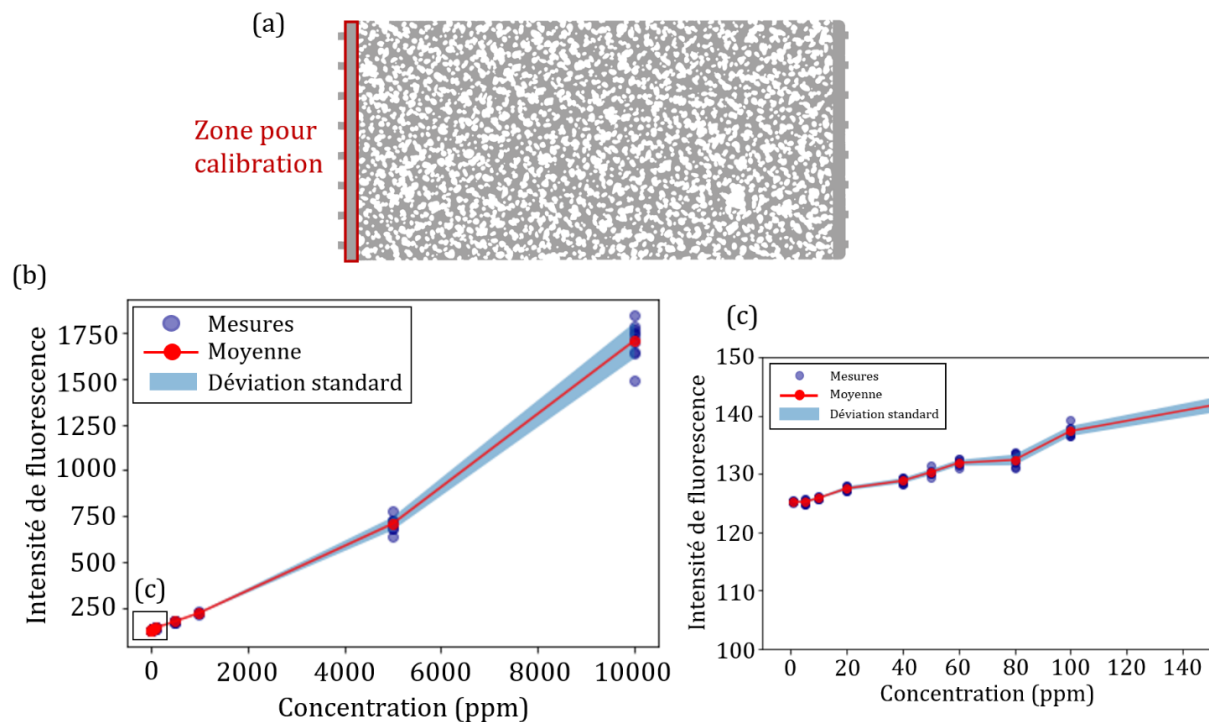 (a)
Zone pour
calibration
(b)
Intensité de fluorescence
1750
1500
1250
1000
750
500
250
Mesures
Moyenne
Déviation standard
(c)
0
2000
4000
6000
8000
10000
Concentration (ppm)
(c)
Intensité de fluorescence
150
140
130
120
110
100
Mesures
Moyenne
Déviation standard
0
20
40
60
80
100
120
140
Concentration (ppm)